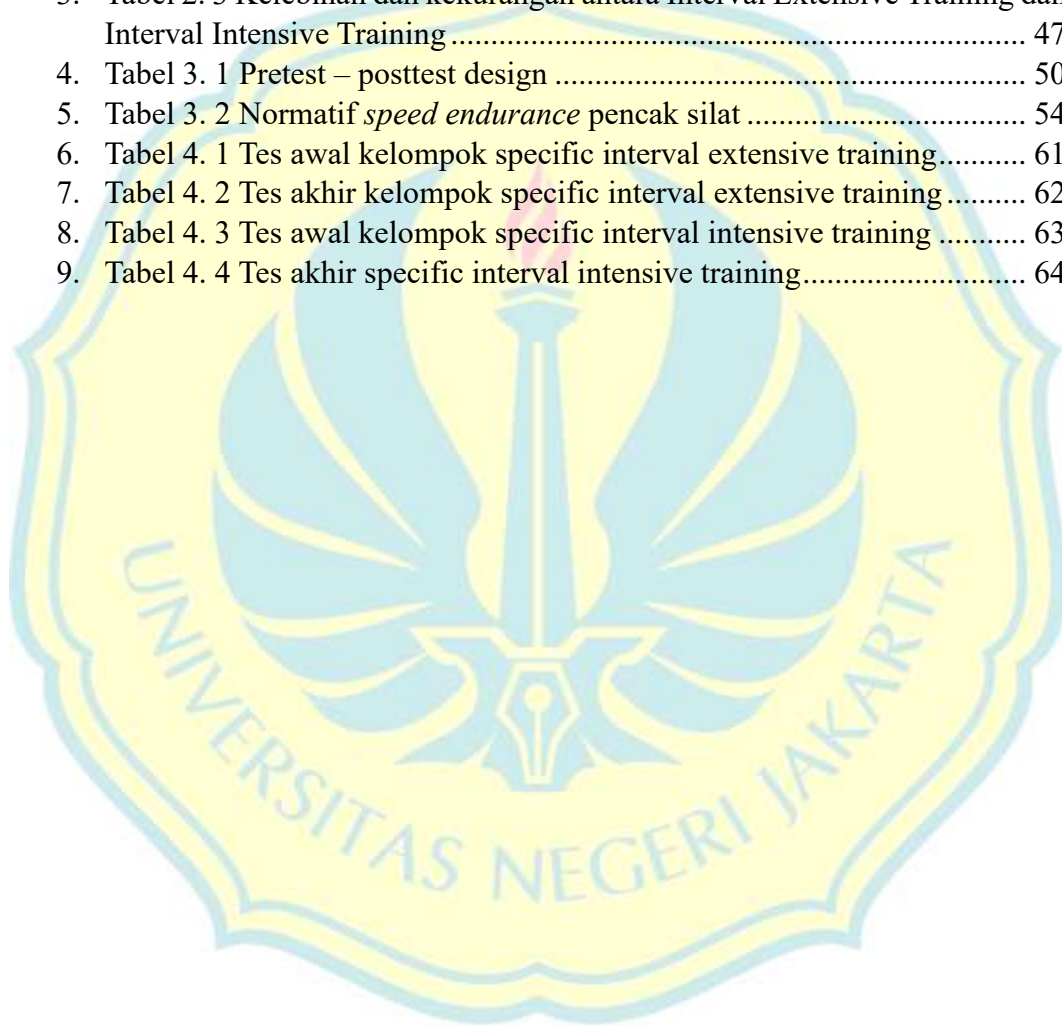 3. Tabel 2. 3 Kelebihan dan kekurangan antara Interval Extensive Training dan
Interval Intensive Training ........................................................................ 47
4. Tabel 3. 1 Pretest – posttest design ........................................................... 50
5. Tabel 3. 2 Normatif speed endurance pencak silat ................................... 54
6. Tabel 4. 1 Tes awal kelompok specific interval extensive training........... 61
7. Tabel 4. 2 Tes akhir kelompok specific interval extensive training ......... 62
8. Tabel 4. 3 Tes awal kelompok specific interval intensive training ........... 63
9. Tabel 4. 4 Tes akhir specific interval intensive training............................ 64
UNIVERSITAS NEGERI JAKARTA